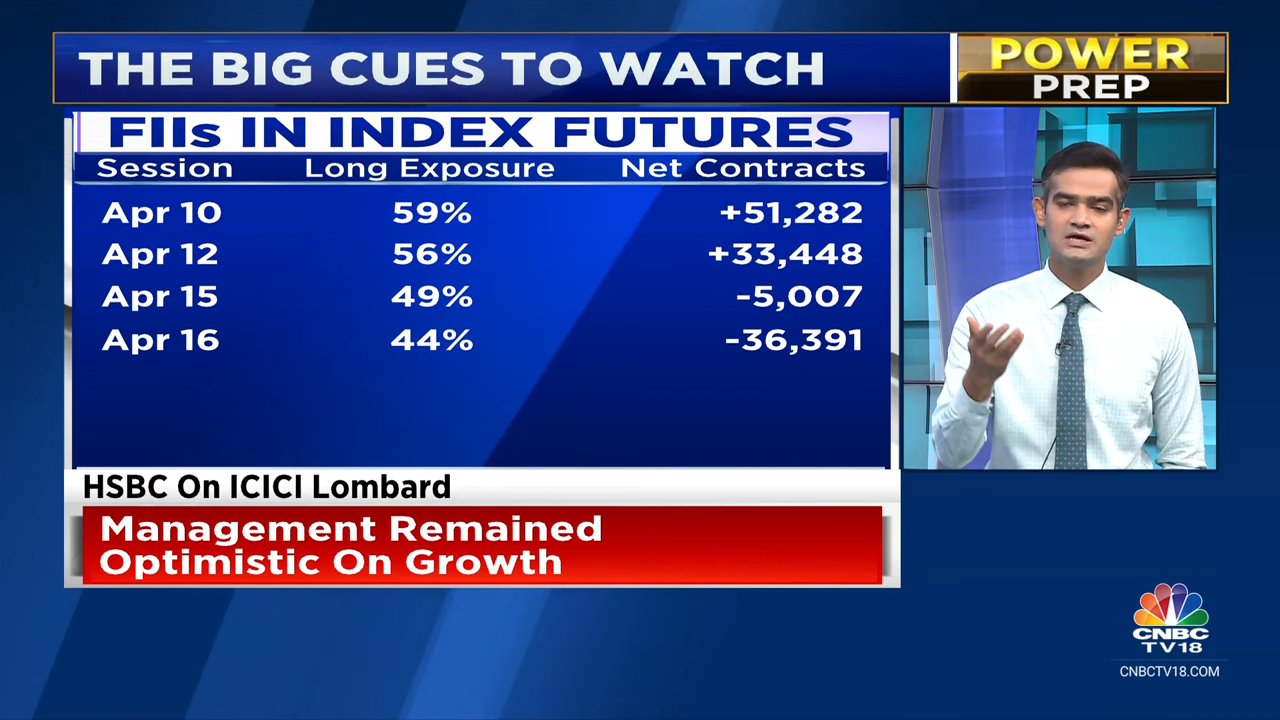 THE BIG CUES TO WATCH
POWER
PREP
FIIs IN INDEX FUTURES
Session Long Exposure Net Contracts
Apr 10 59% +51,282
Apr 12 56% +33,448
Apr 15 49% -5,007
Apr 16 44% -36,391
HSBC On ICICI Lombard
Management Remained
Optimistic On Growth
CNBC
TV18
CNBCTV18.COM